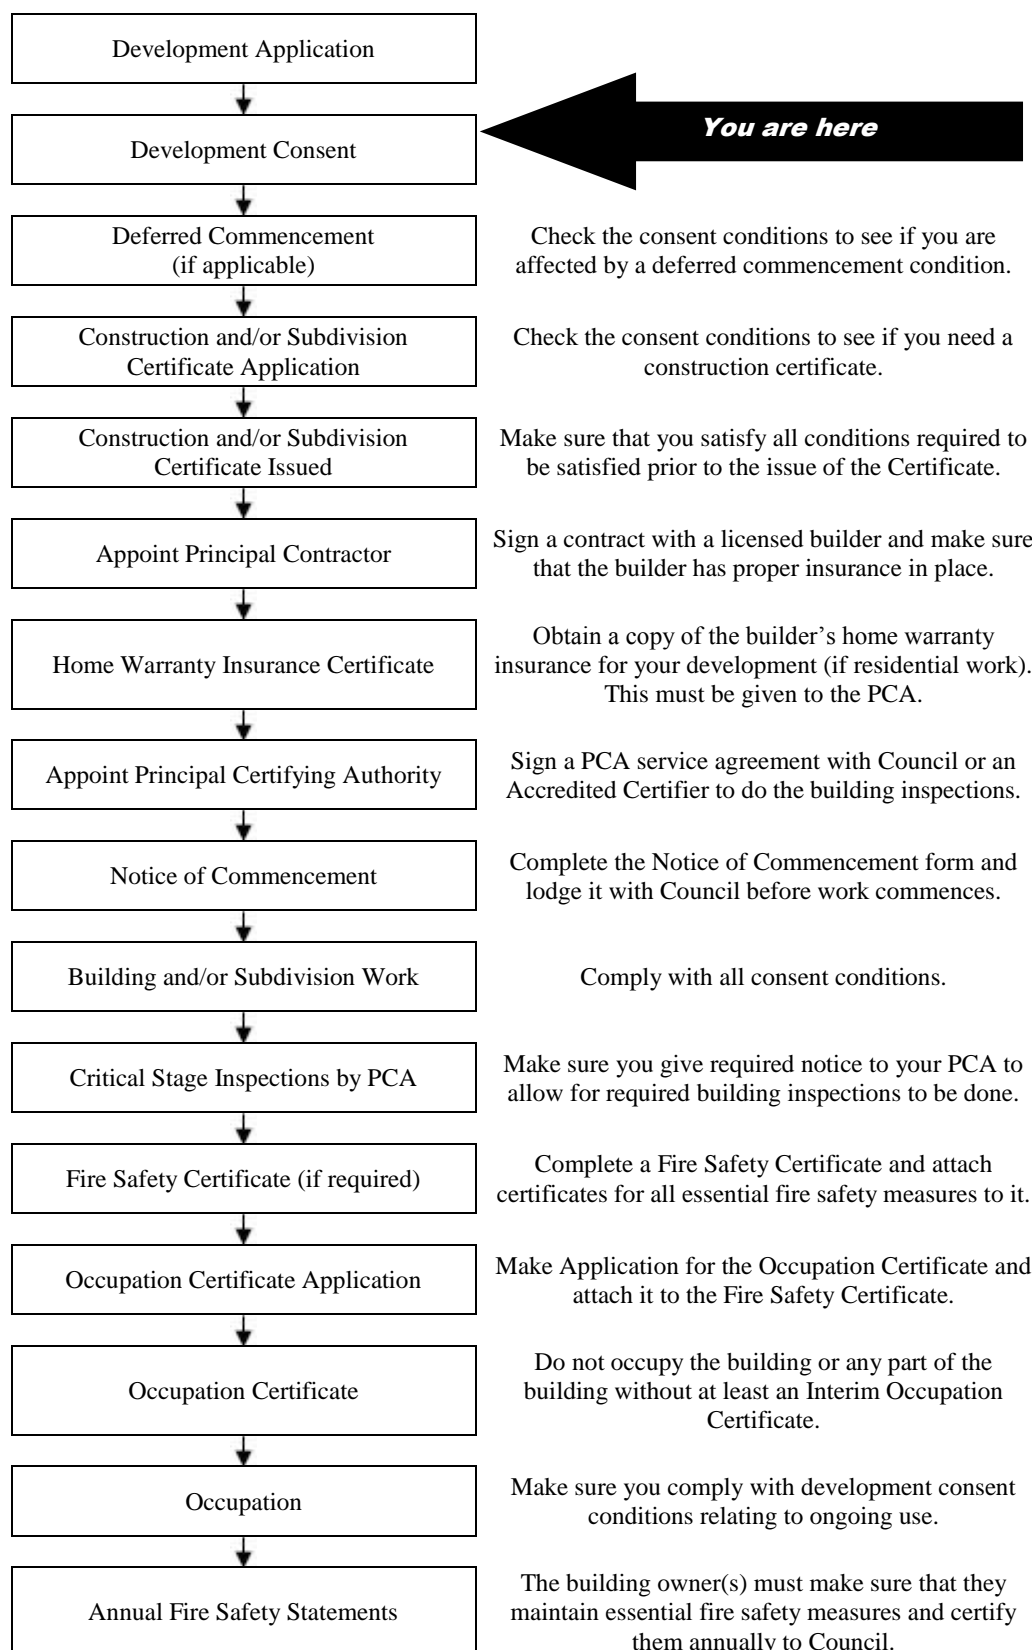 Development Application
Development Consent
You are here
Deferred Commencement
(if applicable)
Check the consent conditions to see if you are
affected by a deferred commencement condition.
Construction and/or Subdivision
Certificate Application
Check the consent conditions to see if you need a
construction certificate.
Construction and/or Subdivision
Certificate Issued
Make sure that you satisfy all conditions required to
be satisfied prior to the issue of the Certificate.
Appoint Principal Contractor
Sign a contract with a licensed builder and make sure
that the builder has proper insurance in place.
Home Warranty Insurance Certificate
Obtain a copy of the builder’s home warranty
insurance for your development (if residential work).
This must be given to the PCA.
Appoint Principal Certifying Authority
Sign a PCA service agreement with Council or an
Accredited Certifier to do the building inspections.
Notice of Commencement
Complete the Notice of Commencement form and
lodge it with Council before work commences.
Building and/or Subdivision Work
Comply with all consent conditions.
Critical Stage Inspections by PCA
Make sure you give required notice to your PCA to
allow for required building inspections to be done.
Fire Safety Certificate (if required)
Complete a Fire Safety Certificate and attach
certificates for all essential fire safety measures to it.
Occupation Certificate Application
Make Application for the Occupation Certificate and
attach it to the Fire Safety Certificate.
Occupation Certificate
Do not occupy the building or any part of the
building without at least an Interim Occupation
Certificate.
Occupation
Make sure you comply with development consent
conditions relating to ongoing use.
Annual Fire Safety Statements
The building owner(s) must make sure that they
maintain essential fire safety measures and certify
them annually to Council.